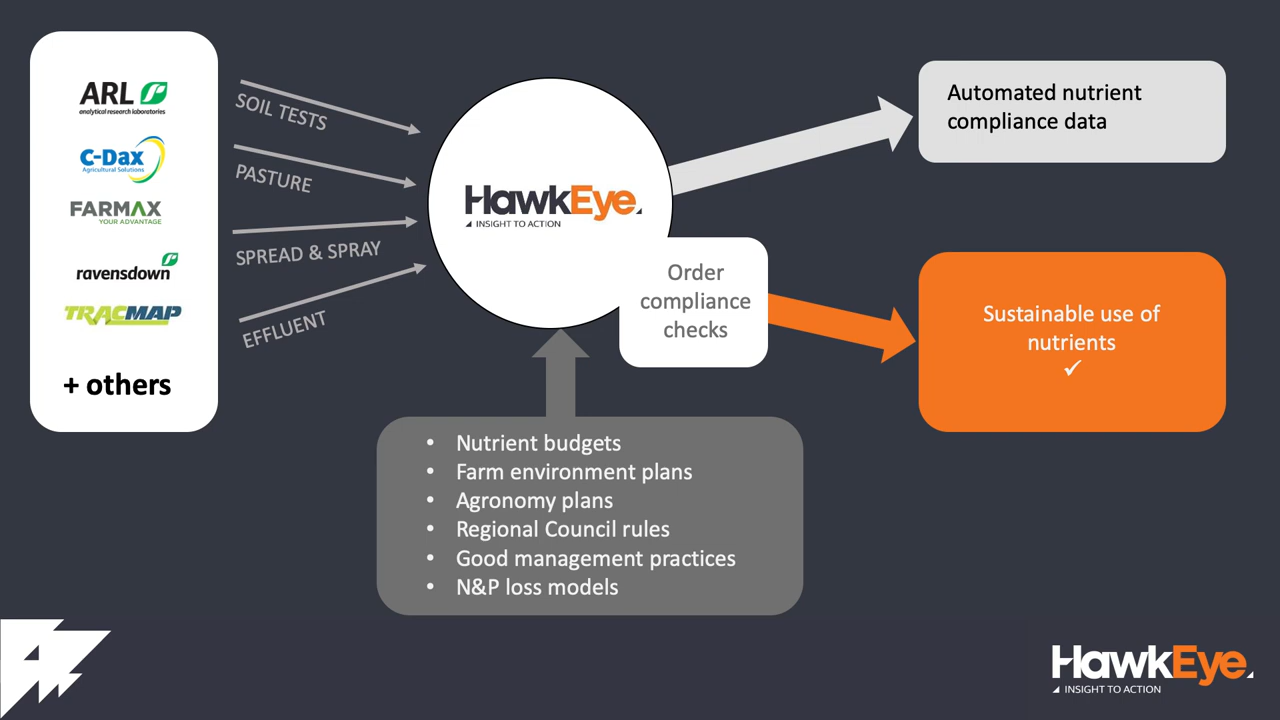 ARL
analytical research laboratories
C-Dax
Agricultural Solutions
FARMAX
YOUR ADVANTAGE
ravensdown
TRACMAP
+ others
SOIL TESTS
PASTURE
SPREAD & SPRAY
EFFLUENT
HawkEye
INSIGHT TO ACTION
Order
compliance
checks
Automated nutrient
compliance data
Sustainable use of
nutrients
✓
• Nutrient budgets
• Farm environment plans
• Agronomy plans
• Regional Council rules
• Good management practices
• N&P loss models
HawkEye
INSIGHT TO ACTION